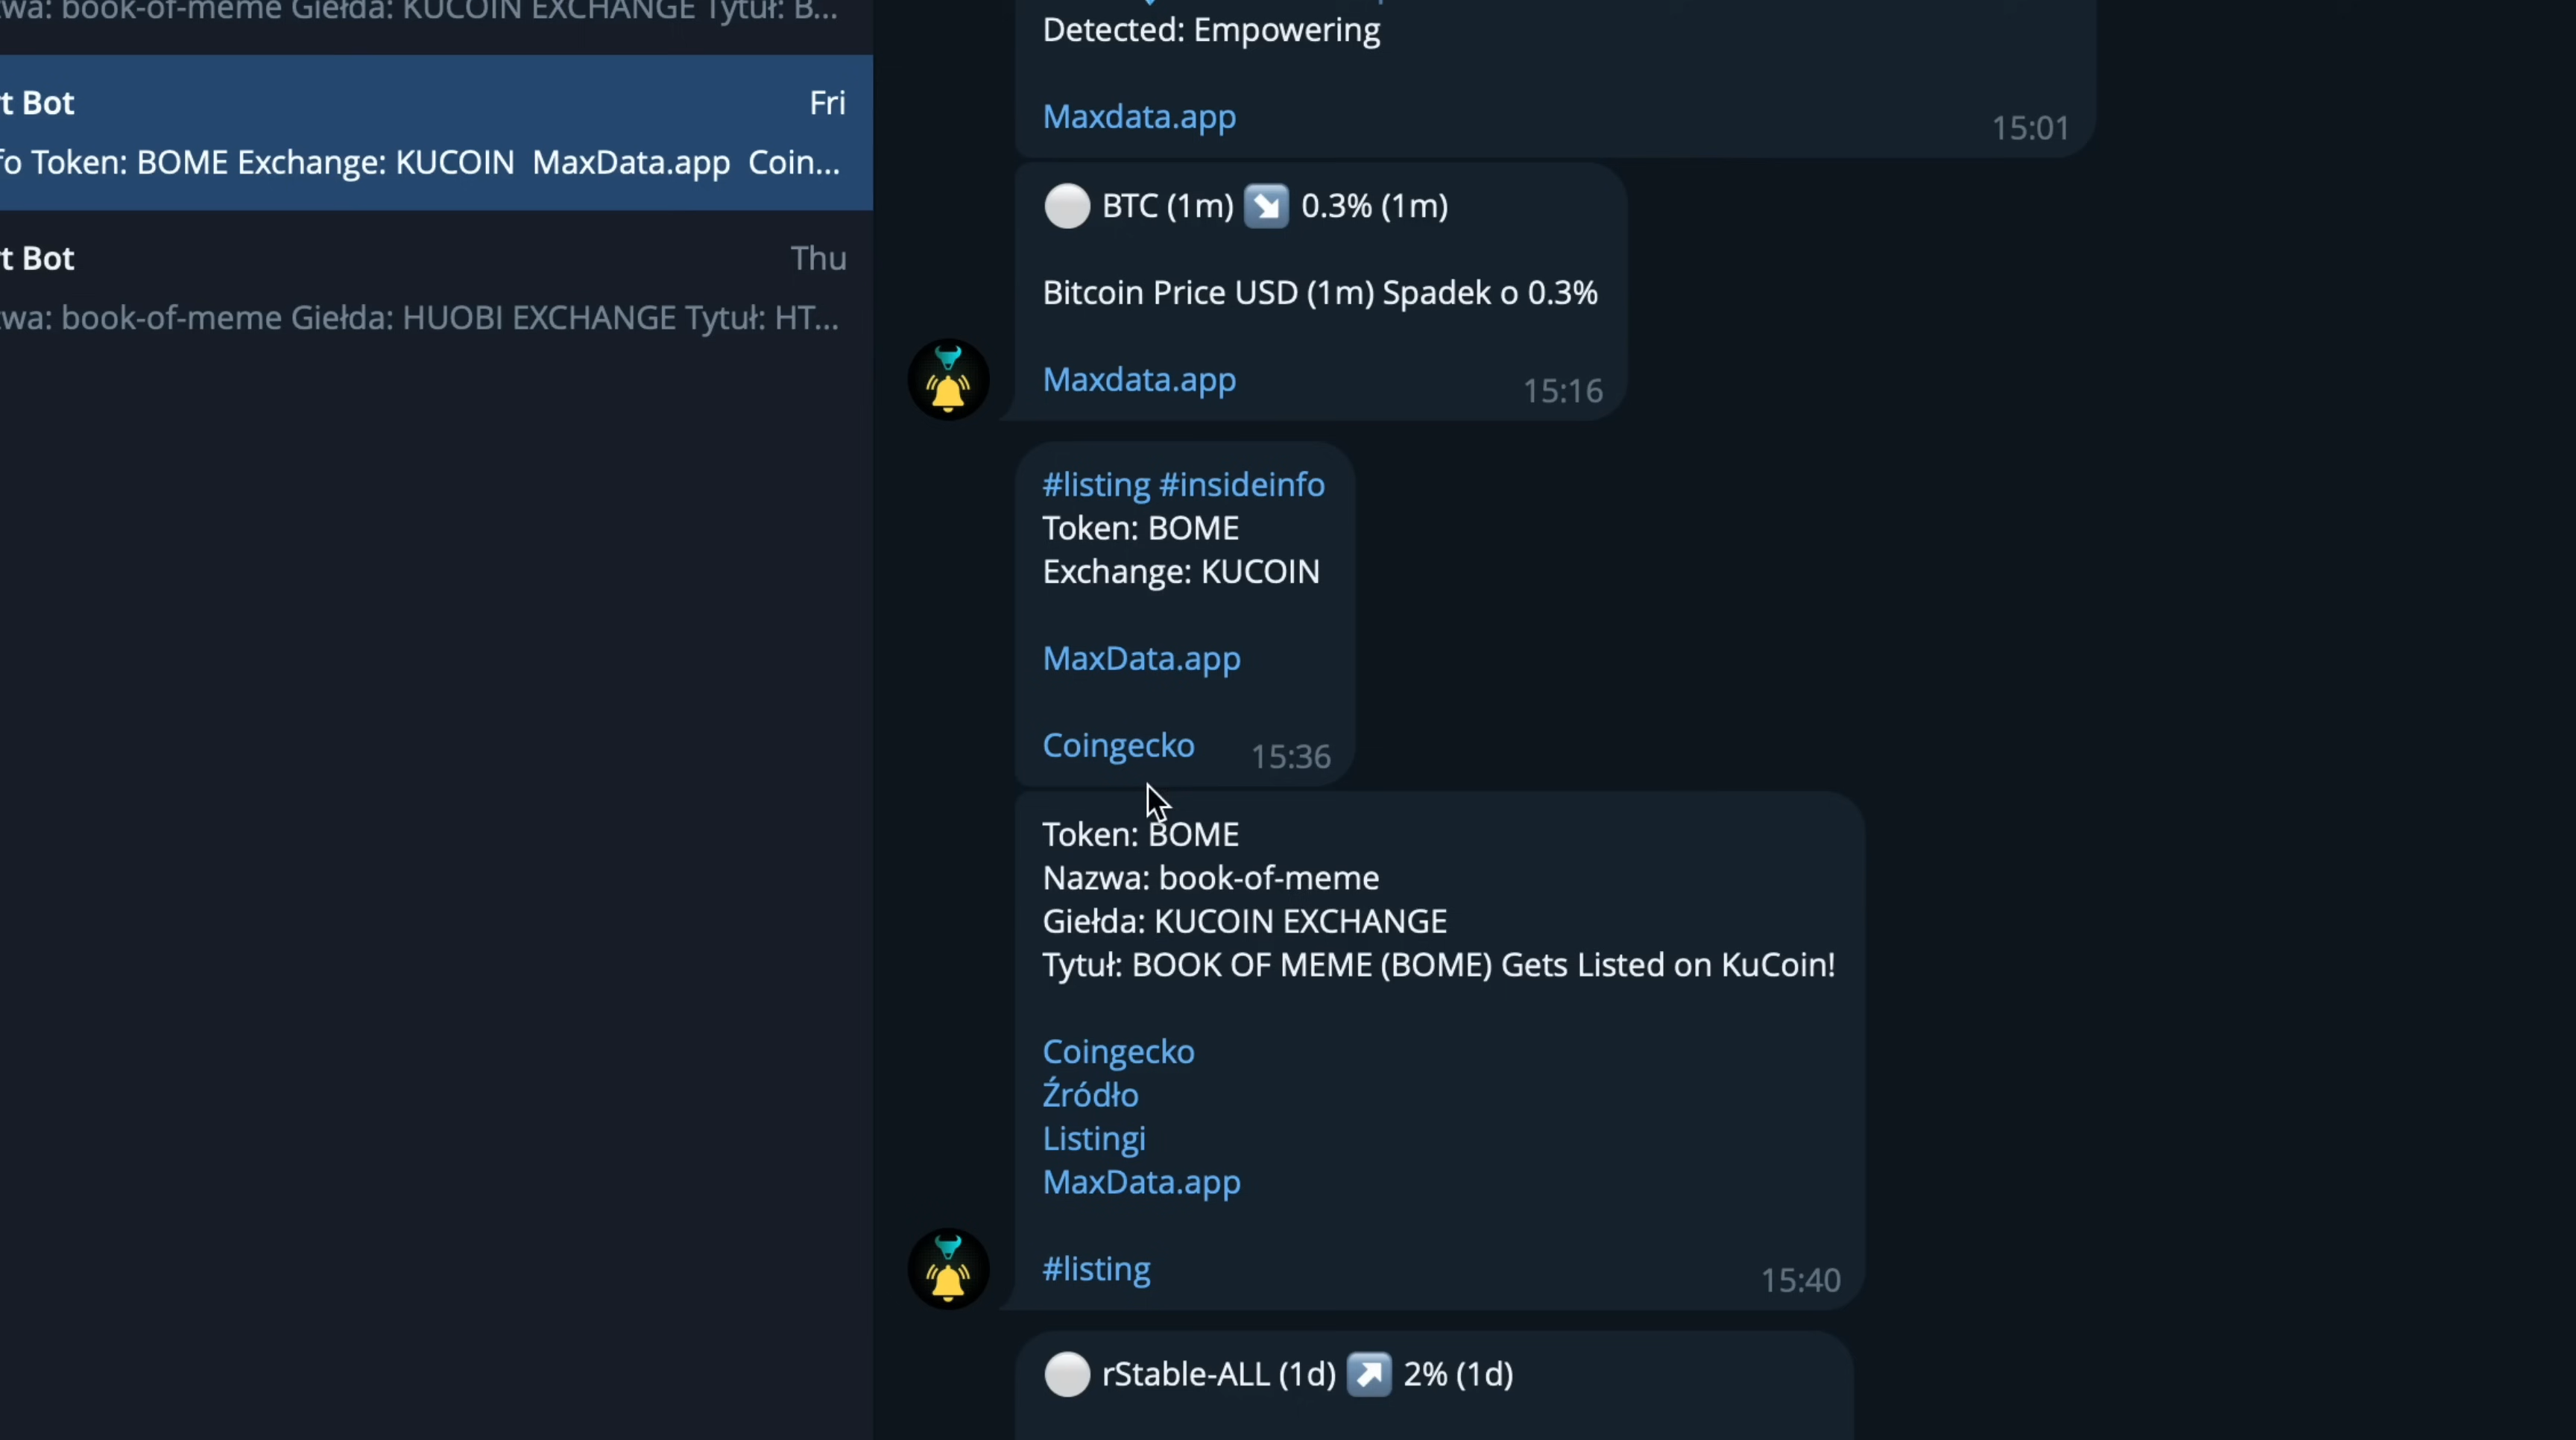 wa: book-of-meme Giełda: KUCOIN EXCHANGE Tytuł: B...
t Bot Fri
fo Token: BOME Exchange: KUCOIN MaxData.app Coin...
t Bot Thu
wa: book-of-meme Giełda: HUOBI EXCHANGE Tytuł: HT...
Detected: Empowering
Maxdata.app
15:01
BTC (1m) ↘ 0.3% (1m)
Bitcoin Price USD (1m) Spadek o 0.3%
Maxdata.app
15:16
#listing #insideinfo
Token: BOME
Exchange: KUCOIN
MaxData.app
Coingecko
15:36
Token: BOME
Nazwa: book-of-meme
Giełda: KUCOIN EXCHANGE
Tytuł: BOOK OF MEME (BOME) Gets Listed on KuCoin!
Coingecko
Źródło
Listingi
MaxData.app
#listing
15:40
rStable-ALL (1d) ↗ 2% (1d)